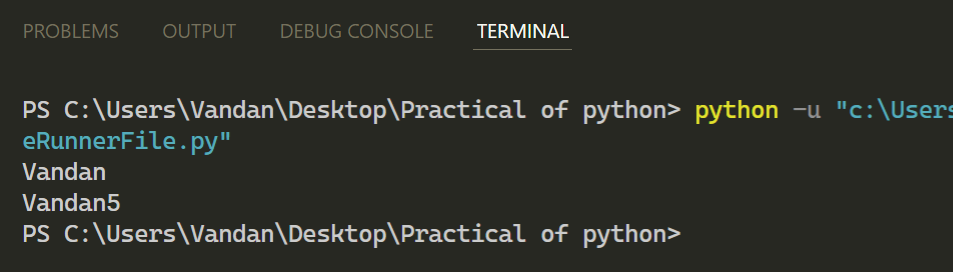 PROBLEMS OUTPUT DEBUG CONSOLE TERMINAL
PS C:\Users\Vandan\Desktop\Practical of python> python -u "c:\Users
eRunnerFile.py"
Vandan
Vandan5
PS C:\Users\Vandan\Desktop\Practical of python>